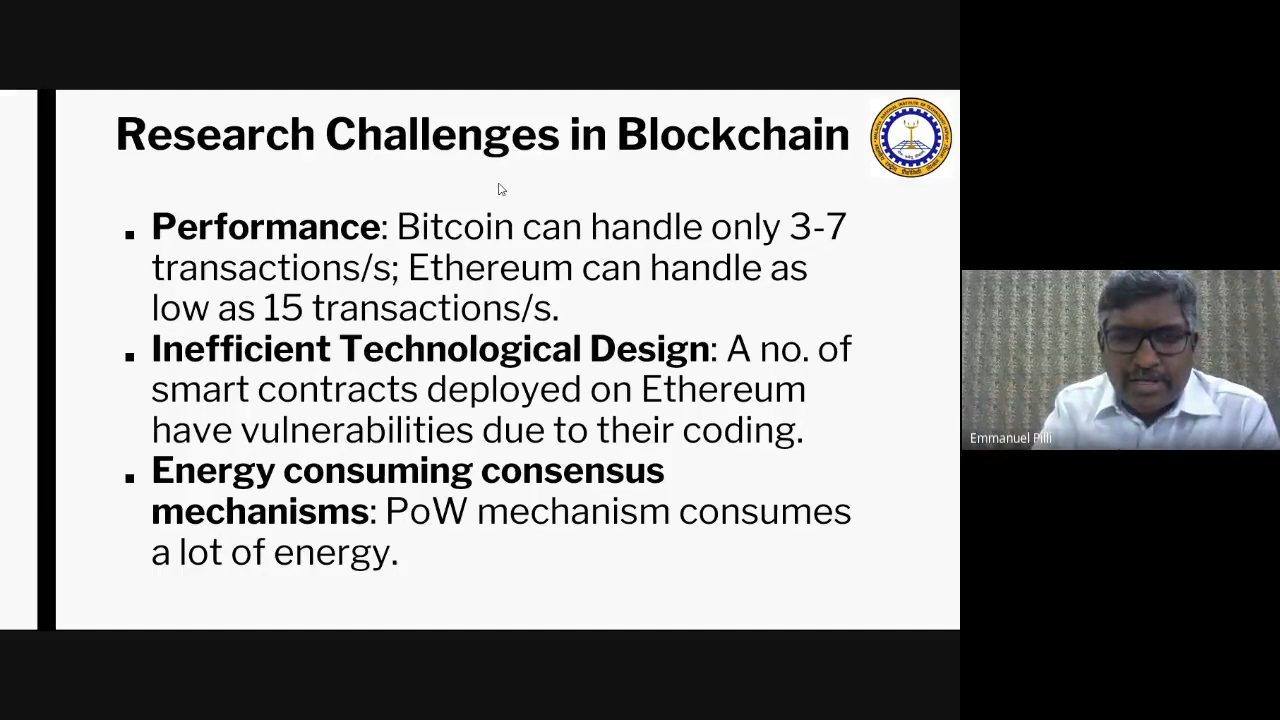 Research Challenges in Blockchain
▪ Performance: Bitcoin can handle only 3-7
transactions/s; Ethereum can handle as
low as 15 transactions/s.
▪ Inefficient Technological Design: A no. of
smart contracts deployed on Ethereum
have vulnerabilities due to their coding.
▪ Energy consuming consensus
mechanisms: PoW mechanism consumes
a lot of energy.
Emmanuel Pilli